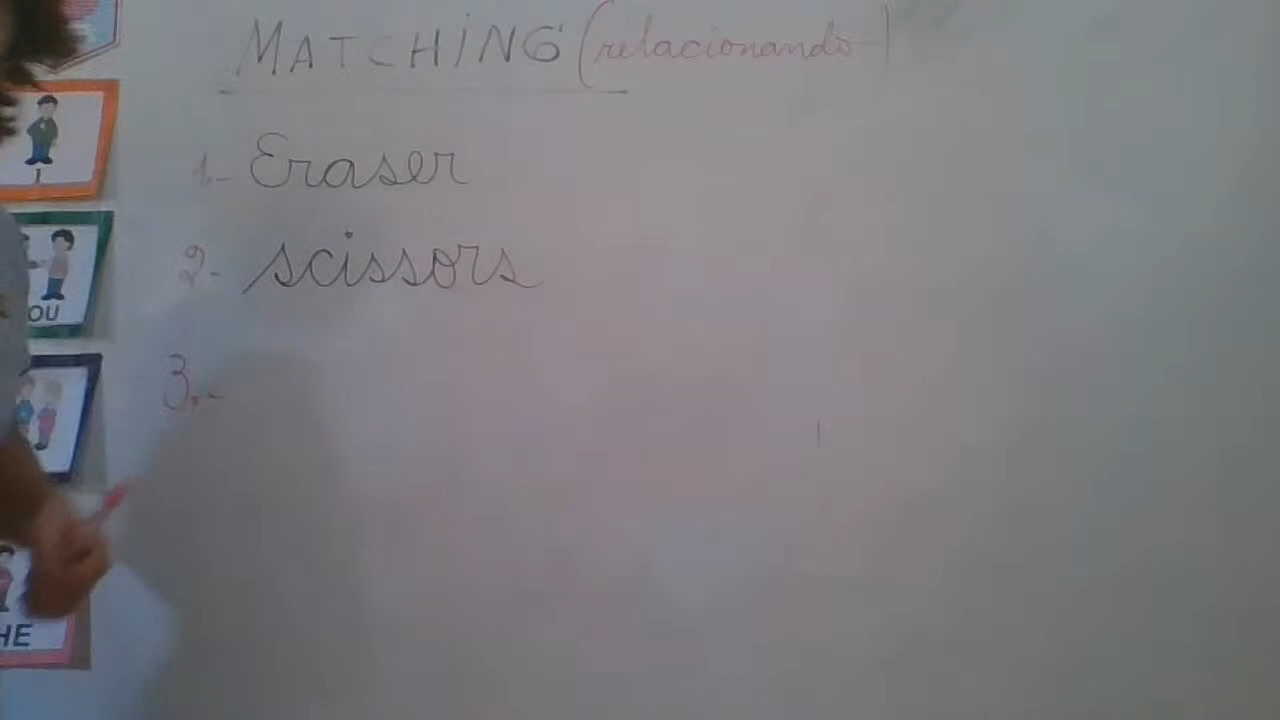 MATCHING (relacionando)
1.- Eraser
2- scissors
3.-
I
OU
HE